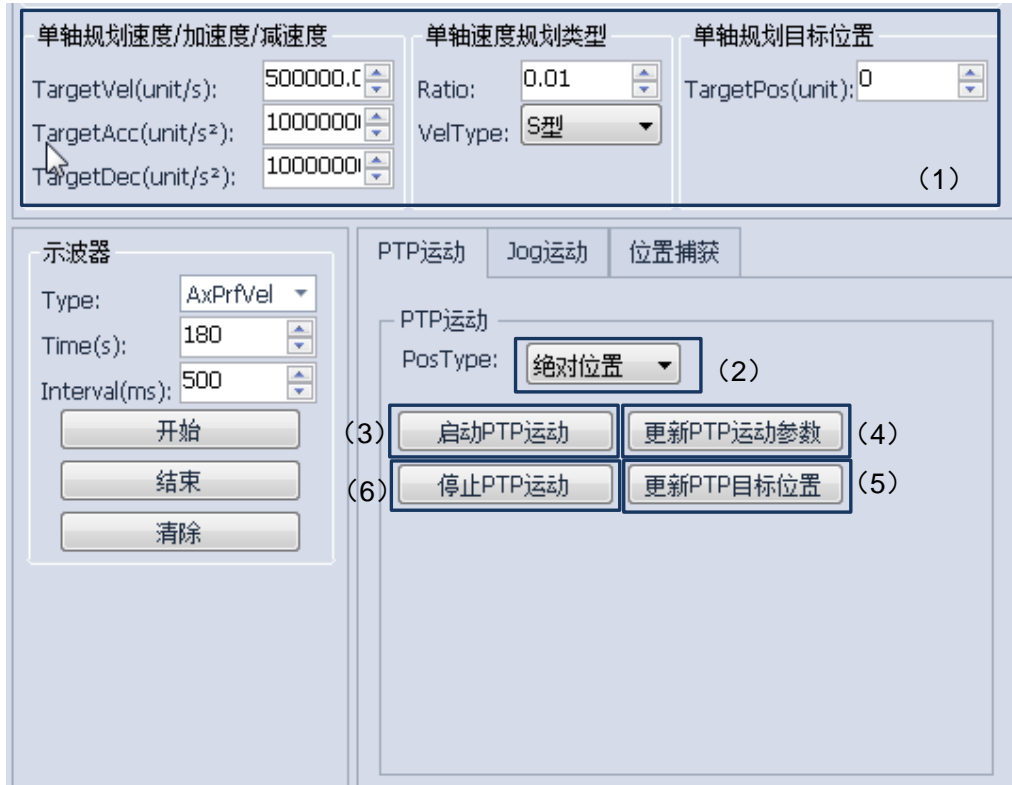 单轴规划速度/加速度/减速度
单轴速度规划类型
单轴规划目标位置
TargetVel(unit/s):
500000.0
Ratio:
0.01
TargetPos(unit):
0
TargetAcc(unit/s²):
1000000
VelType:
S型
TargetDec(unit/s²):
1000000
（1）
示波器
Type:
AxPrfVel
Time(s):
180
Interval(ms):
500
开始
结束
清除
PTP运动
Jog运动
位置捕获
PTP运动
PosType:
绝对位置
（2）
（3）
启动PTP运动
更新PTP运动参数
（4）
（6）
停止PTP运动
更新PTP目标位置
（5）